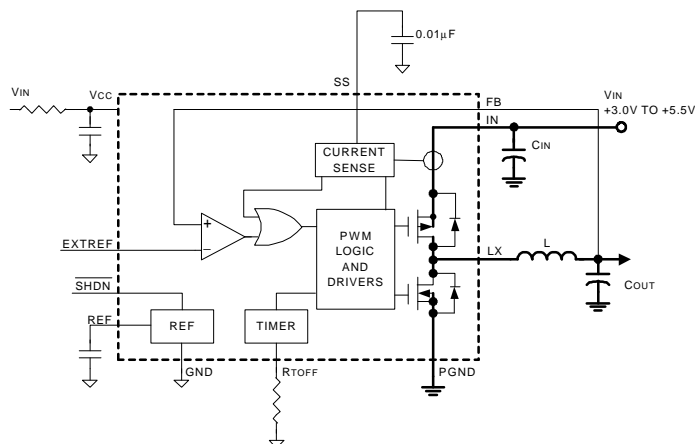 0.01μF
SS
VIN
VCC
FB
VIN
+3.0V TO +5.5V
IN
CIN
CURRENT
SENSE
+
−
EXTREF
PWM
LOGIC
AND
DRIVERS
LX
L
COUT
SHDN
REF
REF
TIMER
GND
RTOFF
PGND